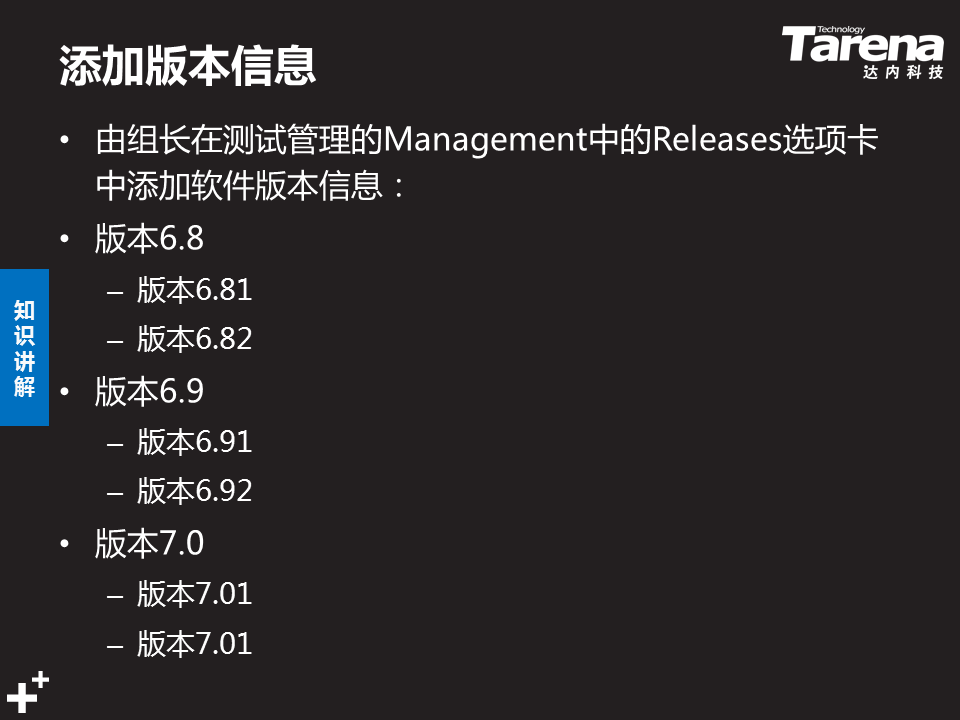 添加版本信息
Technology
Tarena
达内科技
• 由组长在测试管理的Management中的Releases选项卡
中添加软件版本信息：
• 版本6.8
– 版本6.81
– 版本6.82
• 版本6.9
– 版本6.91
– 版本6.92
• 版本7.0
– 版本7.01
– 版本7.01
知
识
讲
解